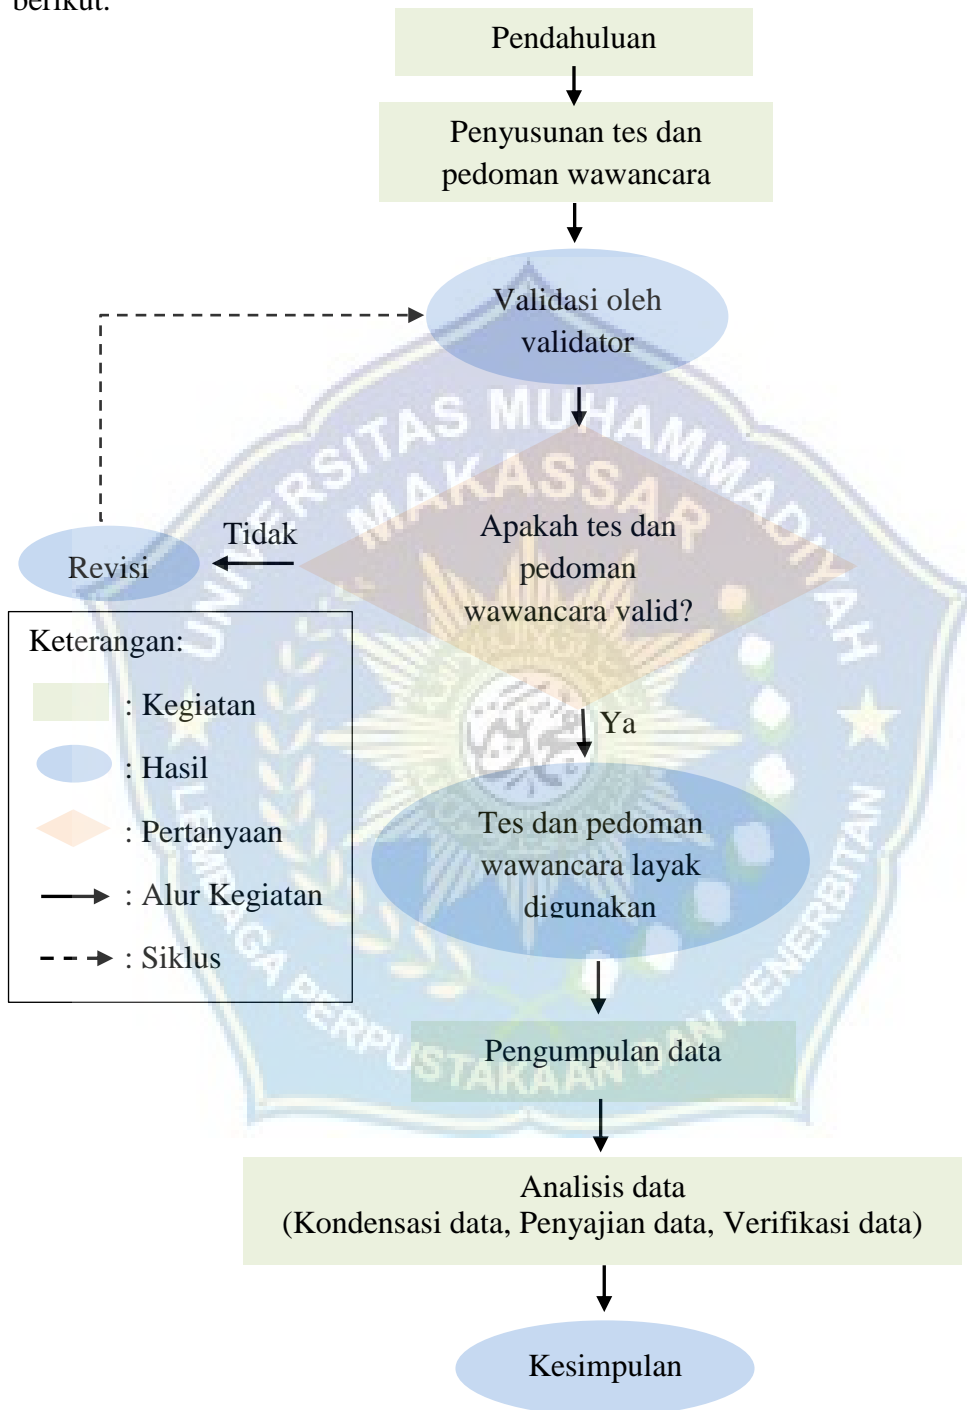 berikut.
Pendahuluan
Penyusunan tes dan
pedoman wawancara
Validasi oleh
validator
UNIVERSITAS MUHAMMADIYAH
MAKASSAR
Apakah tes dan
pedoman
wawancara valid?
Tidak
Revisi
Ya
Keterangan:
: Kegiatan
: Hasil
: Pertanyaan
: Alur Kegiatan
: Siklus
Tes dan pedoman
wawancara layak
digunakan
LEMBAGA PERPUSTAKAAN DAN PENERBITAN
Pengumpulan data
Analisis data
(Kondensasi data, Penyajian data, Verifikasi data)
Kesimpulan